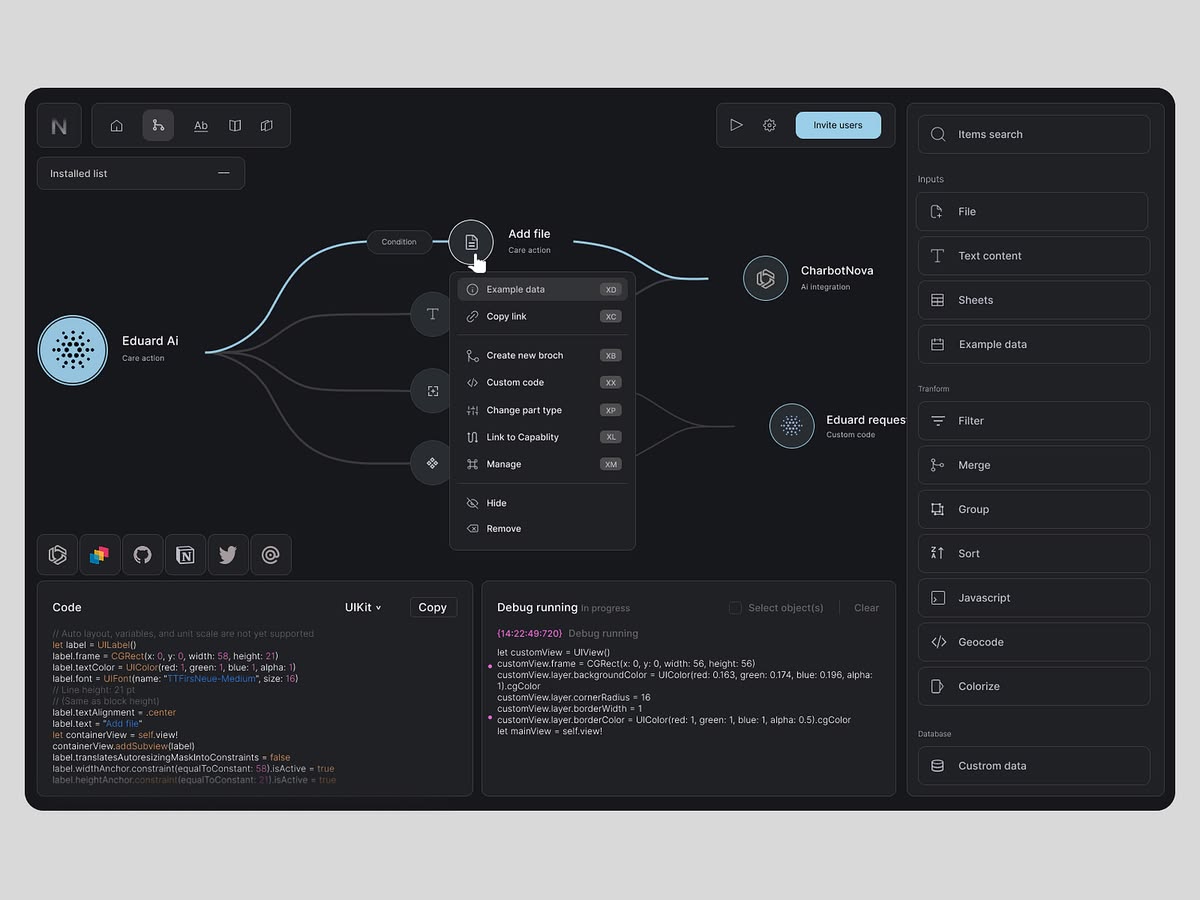 N
Ab
Invite users
Installed list
Condition
Add file
Care action
CharbotNova
Ai integration
Eduard Ai
Care action
T
Eduard reques
Custom code
Example data XD
Copy link XC
Create new broch XB
Custom code XX
Change part type XP
Link to Capablity XL
Manage XM
Hide
Remove
Code
UIKit
Copy
// Auto layout, variables, and unit scale are not yet supported
let label = UILabel()
label.frame = CGRect(x: 0, y: 0, width: 58, height: 21)
label.textColor = UIColor(red: 1, green: 1, blue: 1, alpha: 1)
label.font = UIFont(name: "TTFirsNeue-Medium", size: 16)
// Line height: 21 pt
// (Same as block height)
label.textAlignment = .center
label.text = "Add file"
let containerView = self.view!
containerView.addSubview(label)
label.translatesAutoresizingMaskIntoConstraints = false
label.widthAnchor.constraint(equalToConstant: 58).isActive = true
label.heightAnchor.constraint(equalToConstant: 21).isActive = true
Debug running In progress
Select object(s)
Clear
{14:22:49:720} Debug running
let customView = UIView()
customView.frame = CGRect(x: 0, y: 0, width: 56, height: 56)
customView.layer.backgroundColor = UIColor(red: 0.163, green: 0.174, blue: 0.196, alpha:
1).cgColor
customView.layer.cornerRadius = 16
customView.layer.borderWidth = 1
customView.layer.borderColor = UIColor(red: 1, green: 1, blue: 1, alpha: 0.5).cgColor
let mainView = self.view!
Items search
Inputs
File
Text content
Sheets
Example data
Tranform
Filter
Merge
Group
Sort
Javascript
Geocode
Colorize
Database
Custrom data